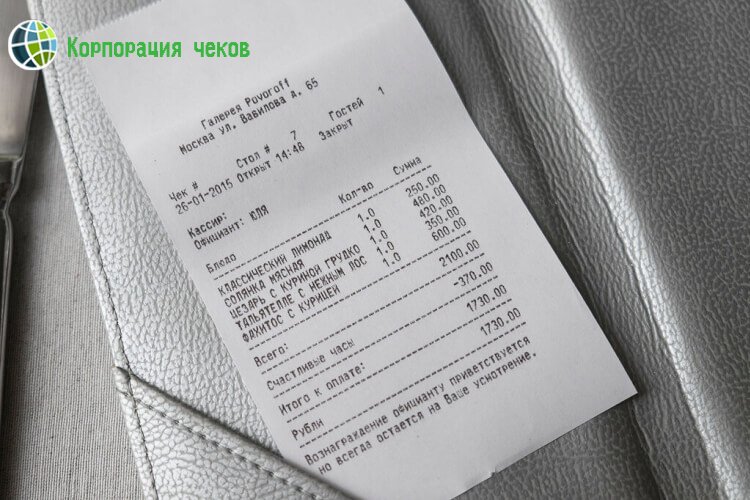 Корпорация чеков
Галерея Povoroff
Москва ул. Вавилова д. 65
Чек # Стол # 7 Гостей 1
26-01-2015 Открыт 14:48 Закрыт
Кассир:
Официант: ЮЛЯ
Блюдо Кол-во Сумма
КЛАССИЧЕСКИЙ ЛИМОНАД 1.0 250.00
СОЛЯНКА МЯСНАЯ 1.0 480.00
ЦЕЗАРЬ С КУРИНОЙ ГРУДКО 1.0 420.00
ТАЛЬЯТЕЛЛЕ С НЕЖНЫМ ЛОС 1.0 350.00
ФАХИТОС С КУРИЦЕЙ 1.0 600.00
Всего: 2100.00
Счастливые часы -370.00
Итого к оплате: 1730.00
Рубли 1730.00
Вознаграждение официанту приветствуется
но всегда остается на Ваше усмотрение.